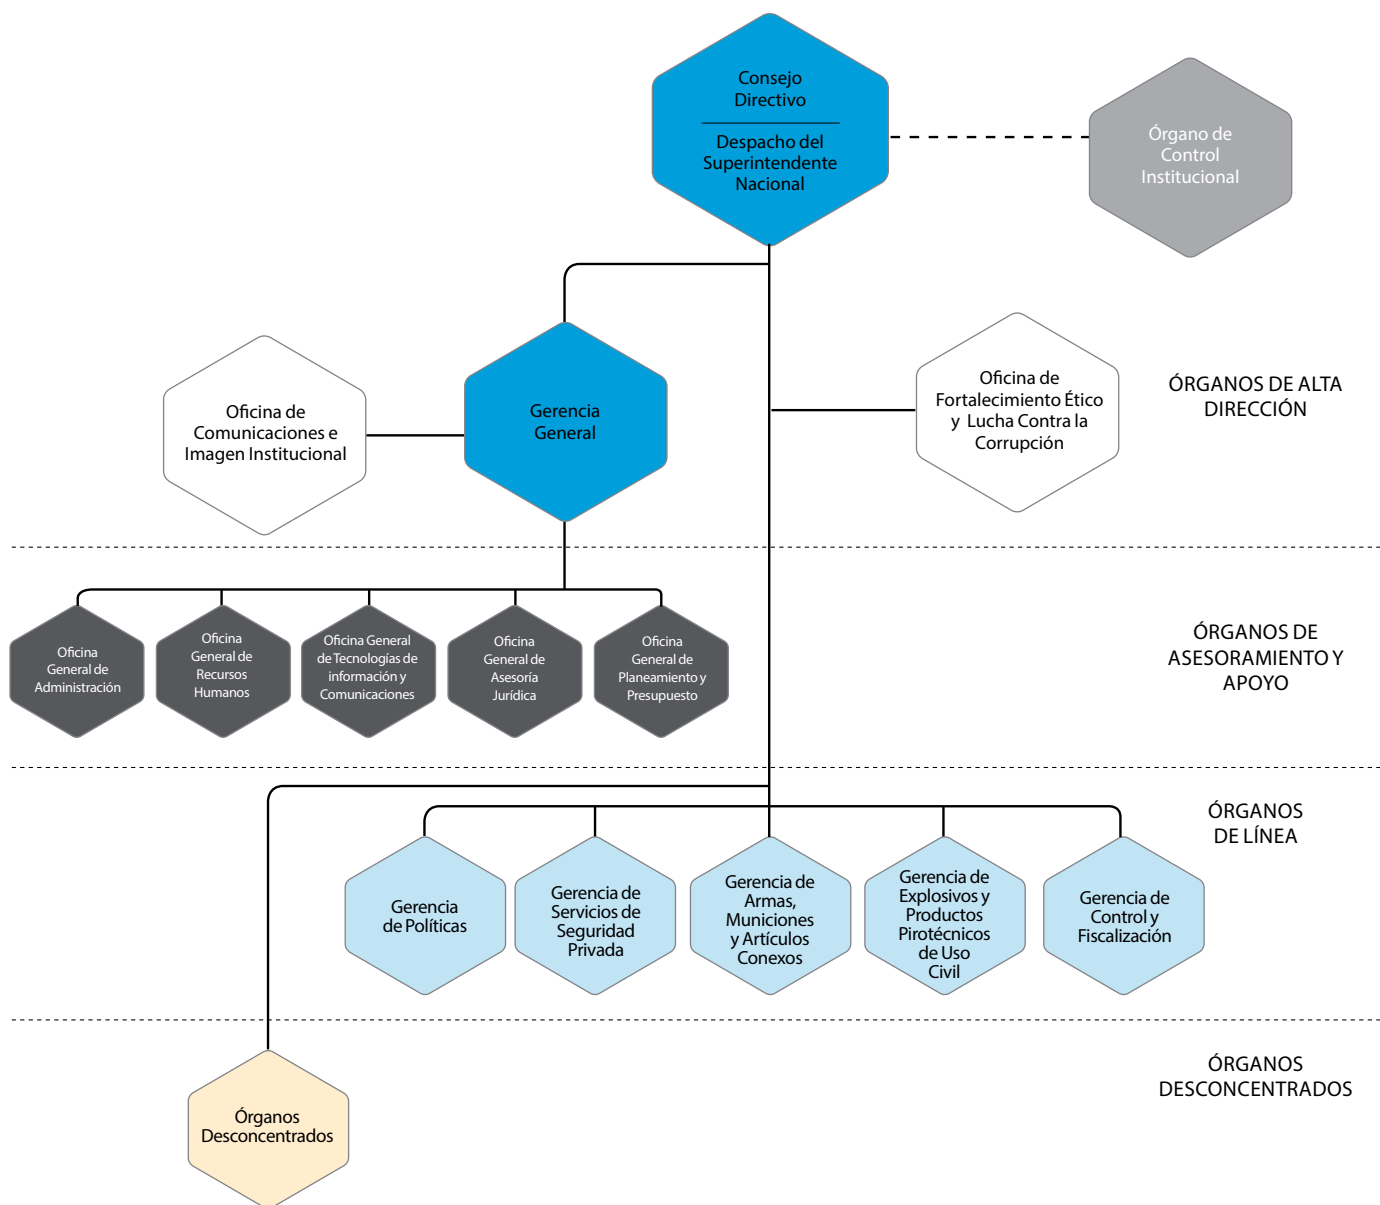 Consejo
Directivo
Despacho del
Superintendente
Nacional
Órgano de
Control
Institucional
Oficina de
Comunicaciones e
Imagen Institucional
Gerencia
General
Oficina de
Fortalecimiento Ético
y Lucha Contra la
Corrupción
ÓRGANOS DE ALTA
DIRECCIÓN
Oficina
General de
Administración
Oficina
General de
Recursos
Humanos
Oficina General
de Tecnologías de
información y
Comunicaciones
Oficina
General de
Asesoría
Jurídica
Oficina
General de
Planeamiento y
Presupuesto
ÓRGANOS DE
ASESORAMIENTO Y
APOYO
ÓRGANOS
DE LÍNEA
Gerencia
de Políticas
Gerencia de
Servicios de
Seguridad
Privada
Gerencia de
Armas,
Municiones
y Artículos
Conexos
Gerencia de
Explosivos y
Productos
Pirotécnicos
de Uso
Civil
Gerencia de
Control y
Fiscalización
ÓRGANOS
DESCONCENTRADOS
Órganos
Desconcentrados